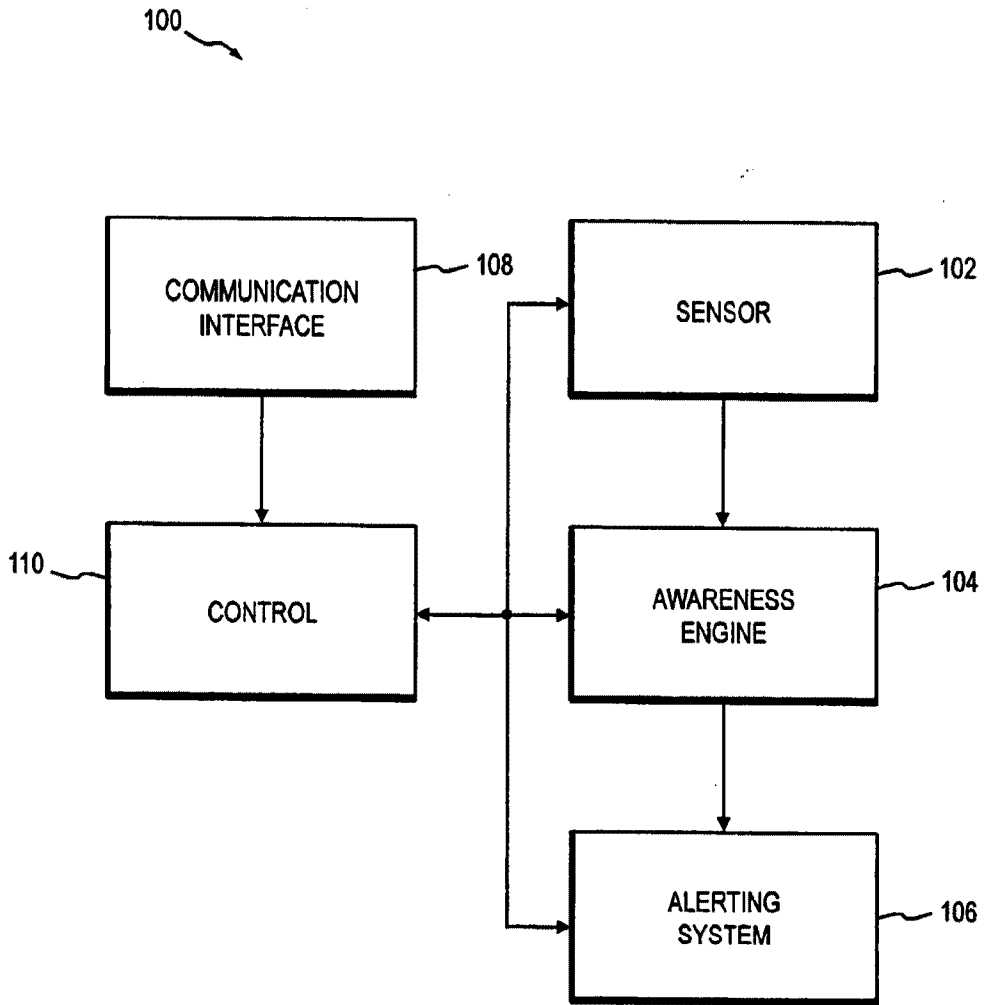 100
COMMUNICATION
INTERFACE
108
SENSOR
102
110
CONTROL
AWARENESS
ENGINE
104
ALERTING
SYSTEM
106